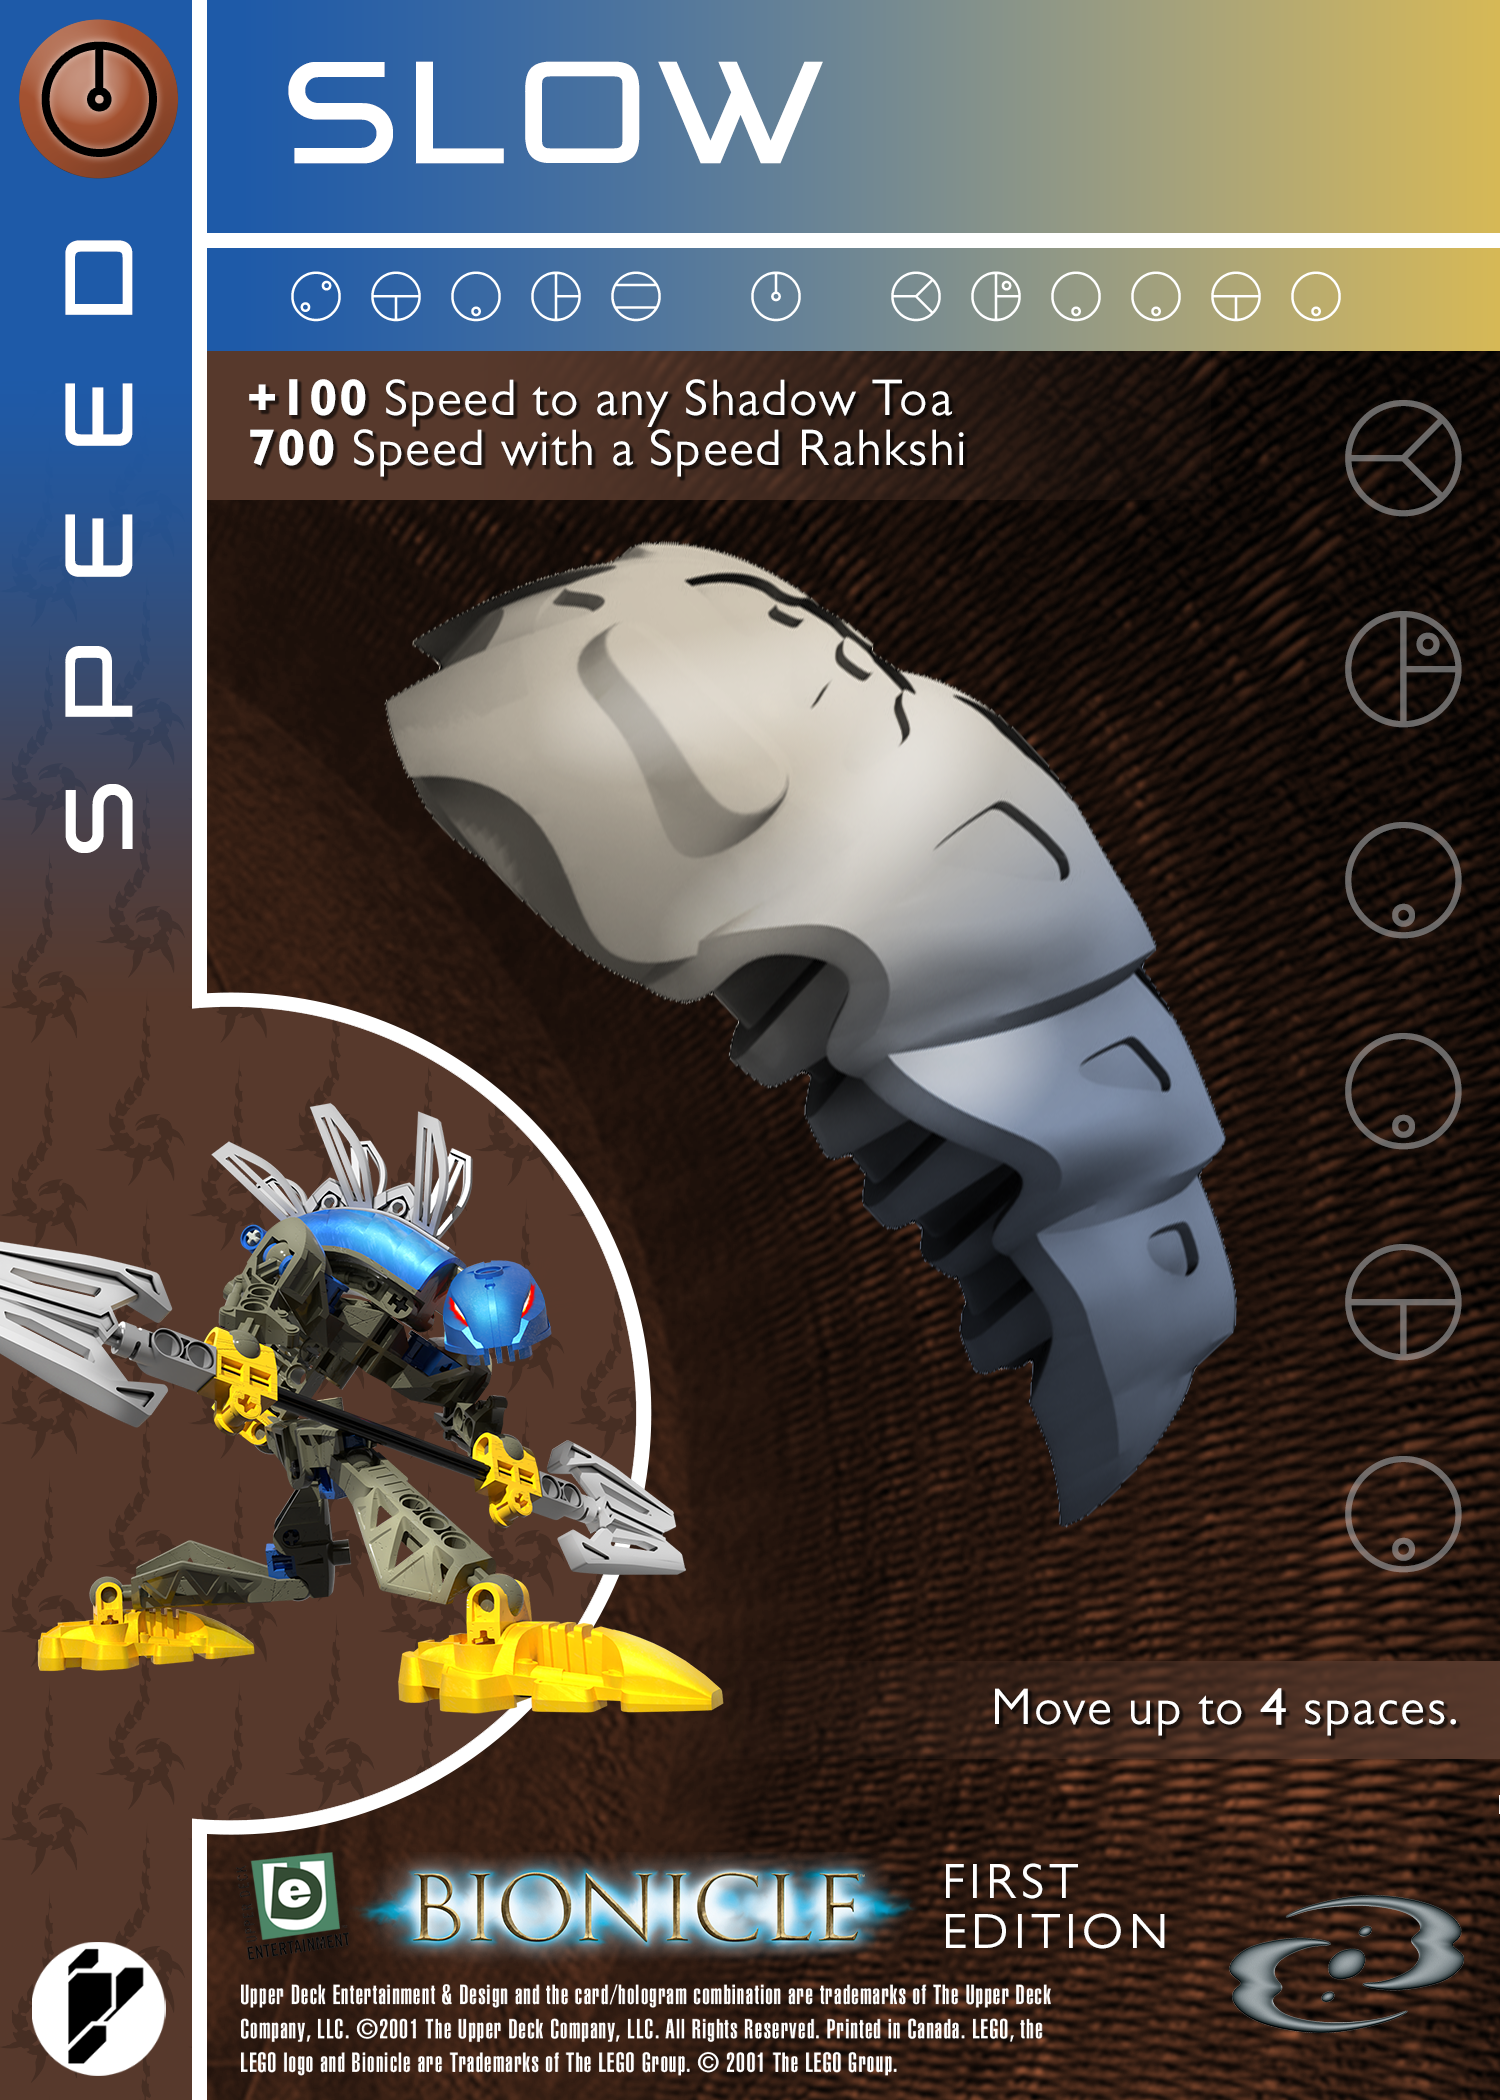 SLOW
SPEED
+100 Speed to any Shadow Toa
700 Speed with a Speed Rahkshi
Move up to 4 spaces.
de
ENTERTAINMENT
BIONICLE
FIRST
EDITION
Upper Deck Entertainment & Design and the card/hologram combination are trademarks of The Upper Deck
Company, LLC. ©2001 The Upper Deck Company, LLC. All Rights Reserved. Printed in Canada. LEGO, the
LEGO logo and Bionicle are Trademarks of The LEGO Group. © 2001 The LEGO Group.